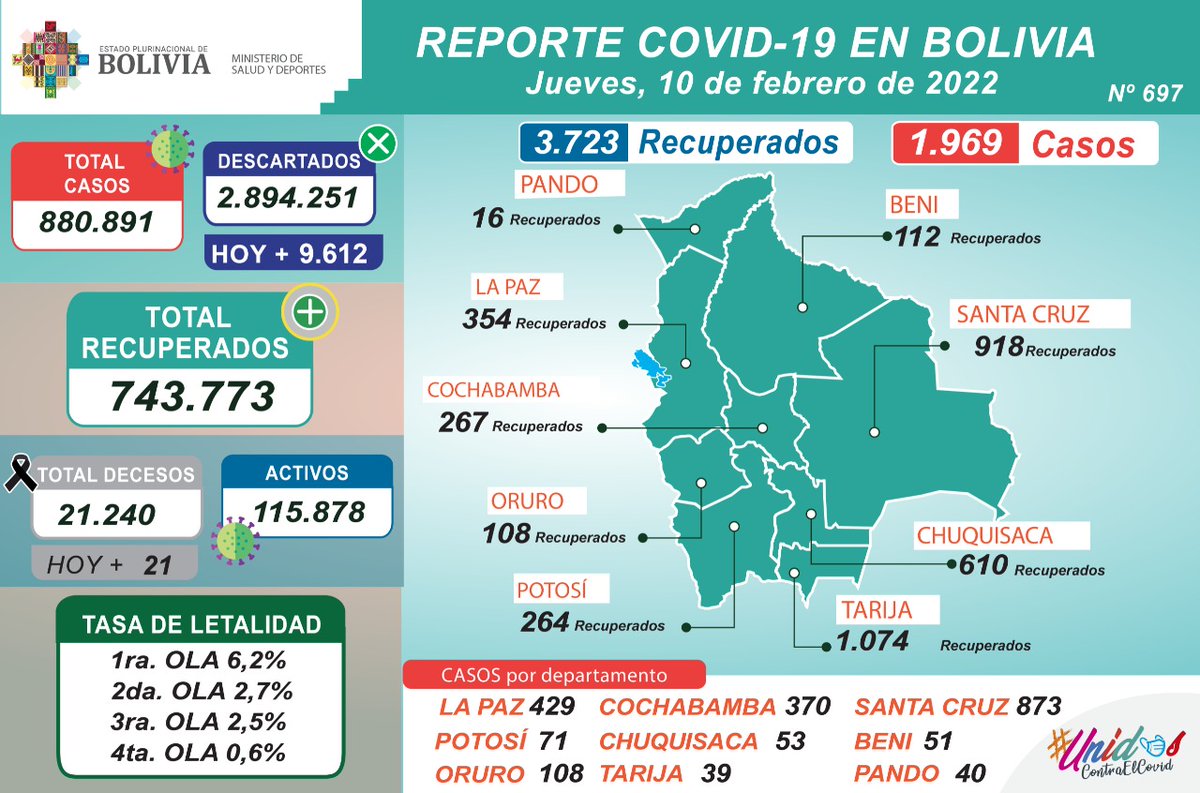 ESTADO PLURINACIONAL DE
BOLIVIA
MINISTERIO DE
SALUD Y DEPORTES
REPORTE COVID-19 EN BOLIVIA
Jueves, 10 de febrero de 2022
Nº 697
TOTAL
CASOS
880.891
DESCARTADOS
2.894.251
HOY + 9.612
TOTAL
RECUPERADOS
743.773
TOTAL DECESOS
21.240
HOY + 21
ACTIVOS
115.878
TASA DE LETALIDAD
1ra. OLA 6,2%
2da. OLA 2,7%
3ra. OLA 2,5%
4ta. OLA 0,6%
3.723 Recuperados
1.969 Casos
PANDO
16 Recuperados
BENI
112 Recuperados
LA PAZ
354 Recuperados
SANTA CRUZ
918 Recuperados
COCHABAMBA
267 Recuperados
ORURO
108 Recuperados
CHUQUISACA
610 Recuperados
POTOSÍ
264 Recuperados
TARIJA
1.074 Recuperados
CASOS por departamento
LA PAZ 429 COCHABAMBA 370 SANTA CRUZ 873
POTOSÍ 71 CHUQUISACA 53 BENI 51
ORURO 108 TARIJA 39 PANDO 40
#Unidos
ContraElCovid